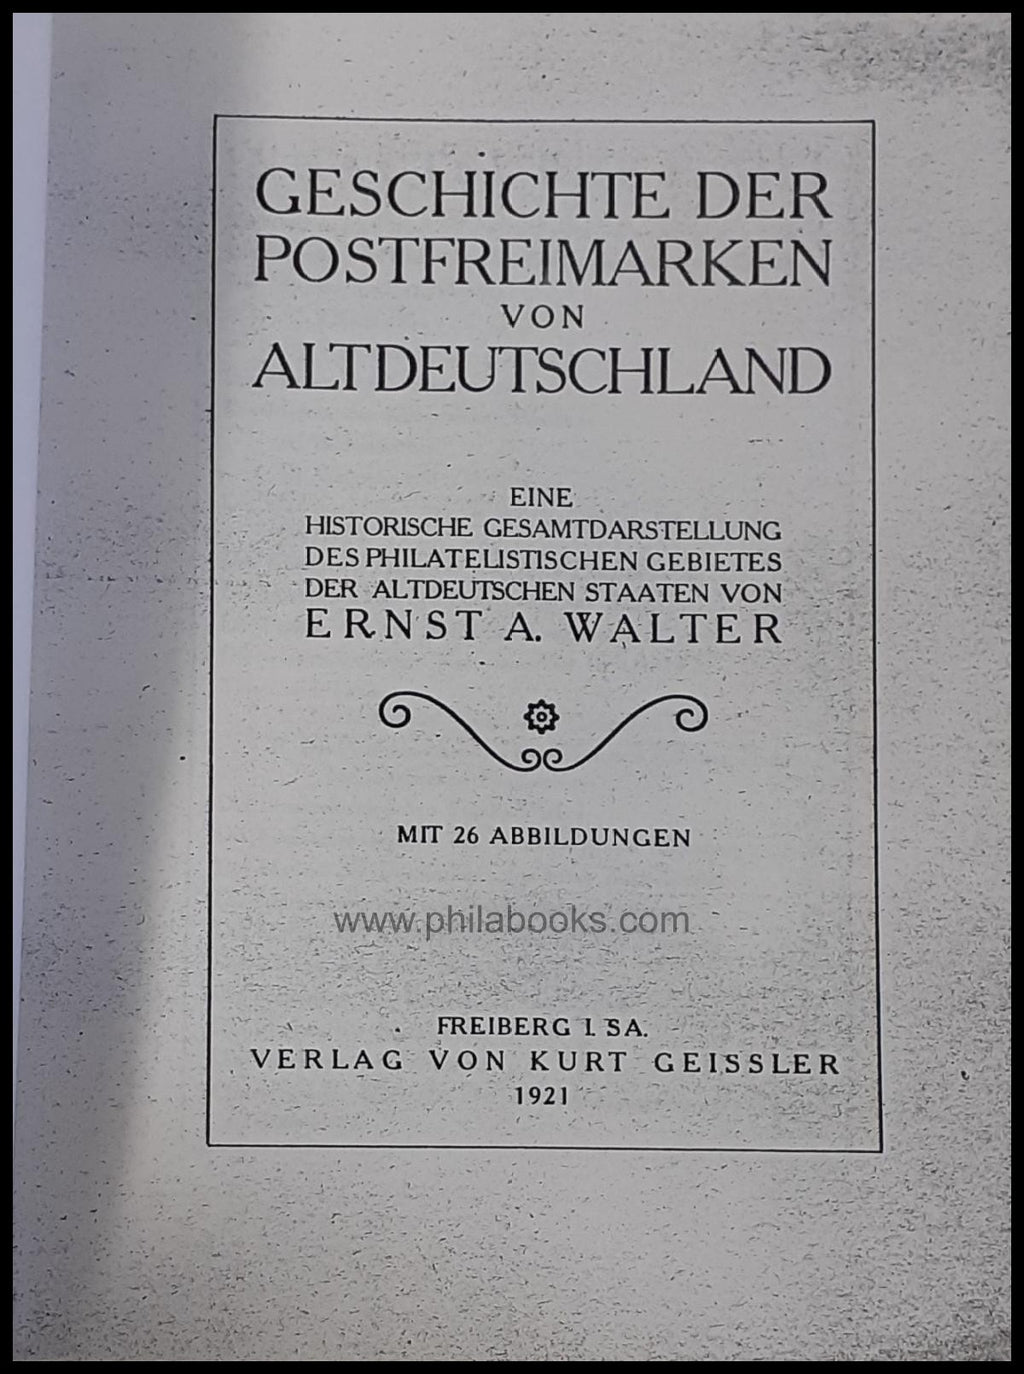 GESCHICHTE DER
POSTFREIMARKEN
VON
ALTDEUTSCHLAND
EINE
HISTORISCHE GESAMTDARSTELLUNG
DES PHILATELISTISCHEN GEBIETES
DER ALTDEUTSCHEN STAATEN VON
ERNST A. WALTER
MIT 26 ABBILDUNGEN
www.philabooks.com
FREIBERG I. SA.
VERLAG VON KURT GEISSLER
1921